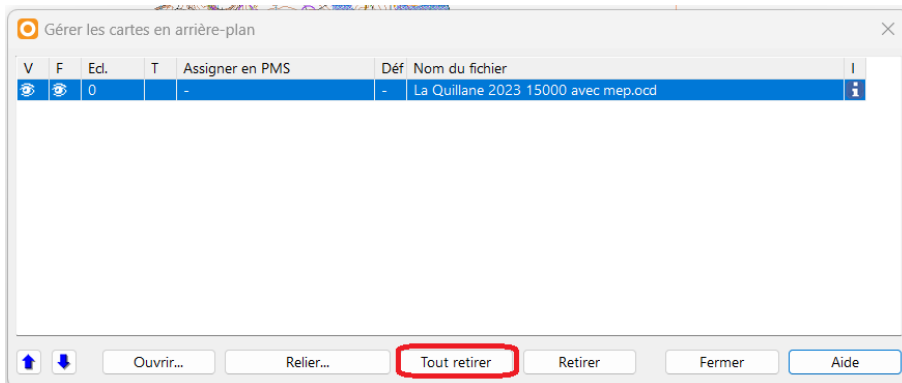 Gérer les cartes en arrière-plan
V F Ecl. T Assigner en PMS Déf Nom du fichier I
0 - - La Quillane 2023 15000 avec mep.ocd i
Ouvrir... Relier... Tout retirer Retirer Fermer Aide